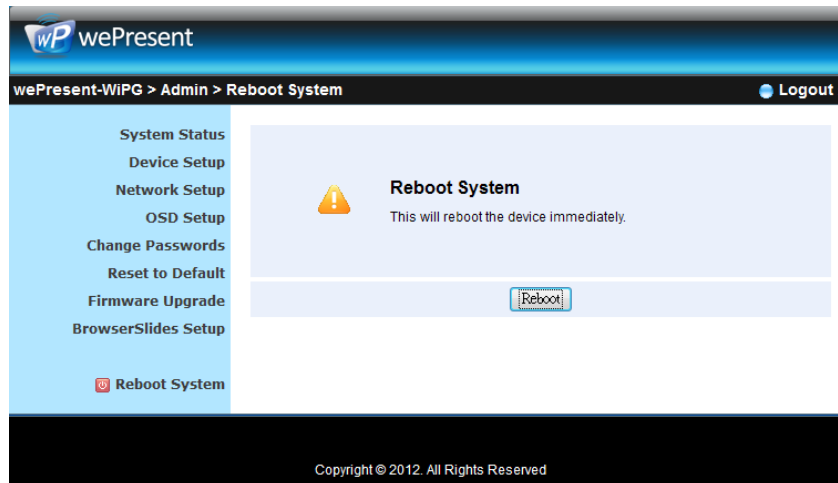 wP wePresent
wePresent-WiPG > Admin > Reboot System
Logout
System Status
Device Setup
Network Setup
OSD Setup
Change Passwords
Reset to Default
Firmware Upgrade
BrowserSlides Setup
Reboot System
Reboot System
This will reboot the device immediately.
Reboot
Copyright © 2012. All Rights Reserved